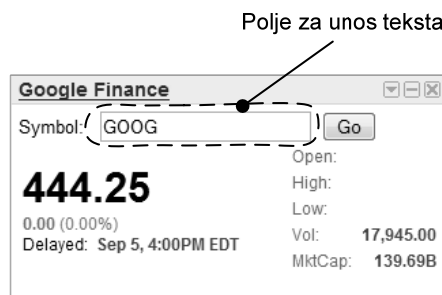 Polje za unos teksta
Google Finance
Symbol: GOOG Go
444.25
0.00 (0.00%)
Delayed: Sep 5, 4:00PM EDT
Open:
High:
Low:
Vol: 17,945.00
MktCap: 139.69B